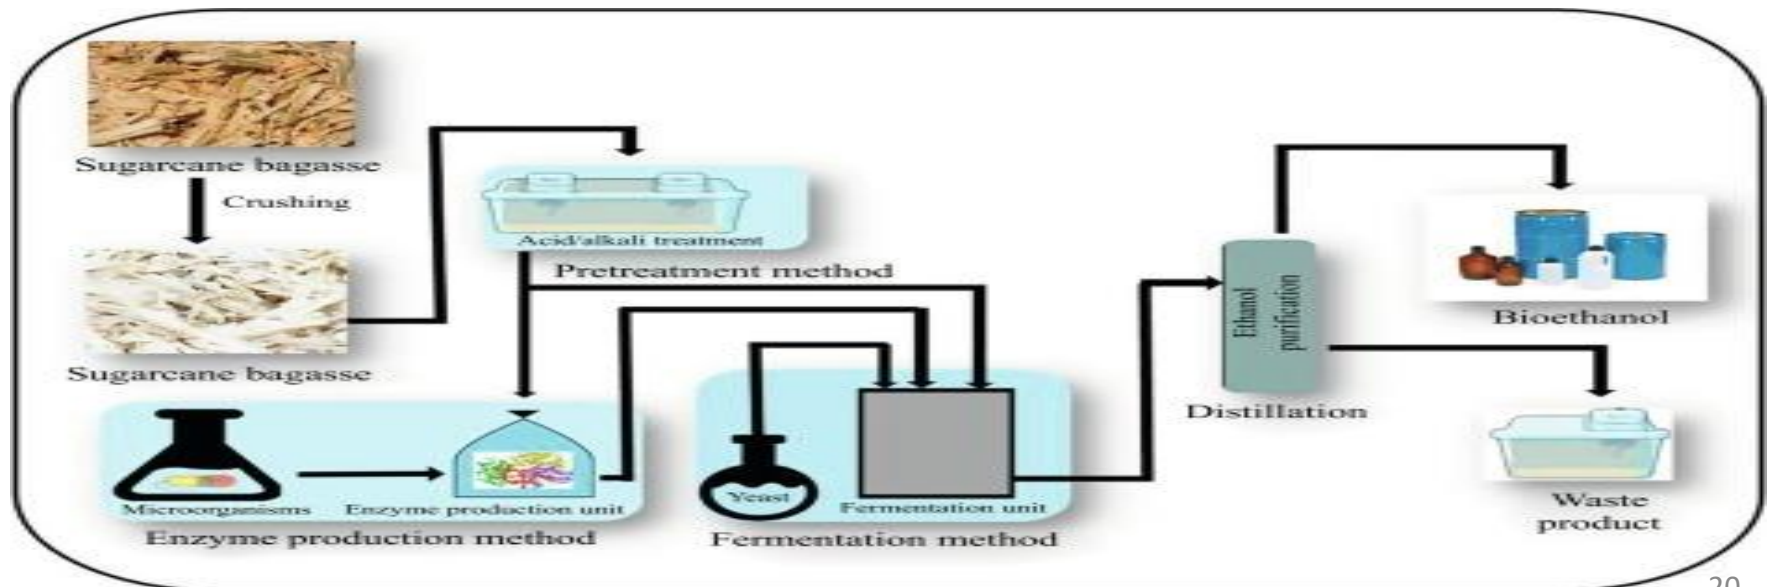 Sugarcane bagasse
Crushing
Sugarcane bagasse
Acid/alkali treatment
Pretreatment method
Microorganisms
Enzyme production unit
Enzyme production method
Yeast
Fermentation unit
Fermentation method
Ethanol
purification
Distillation
Bioethanol
Waste
product
20